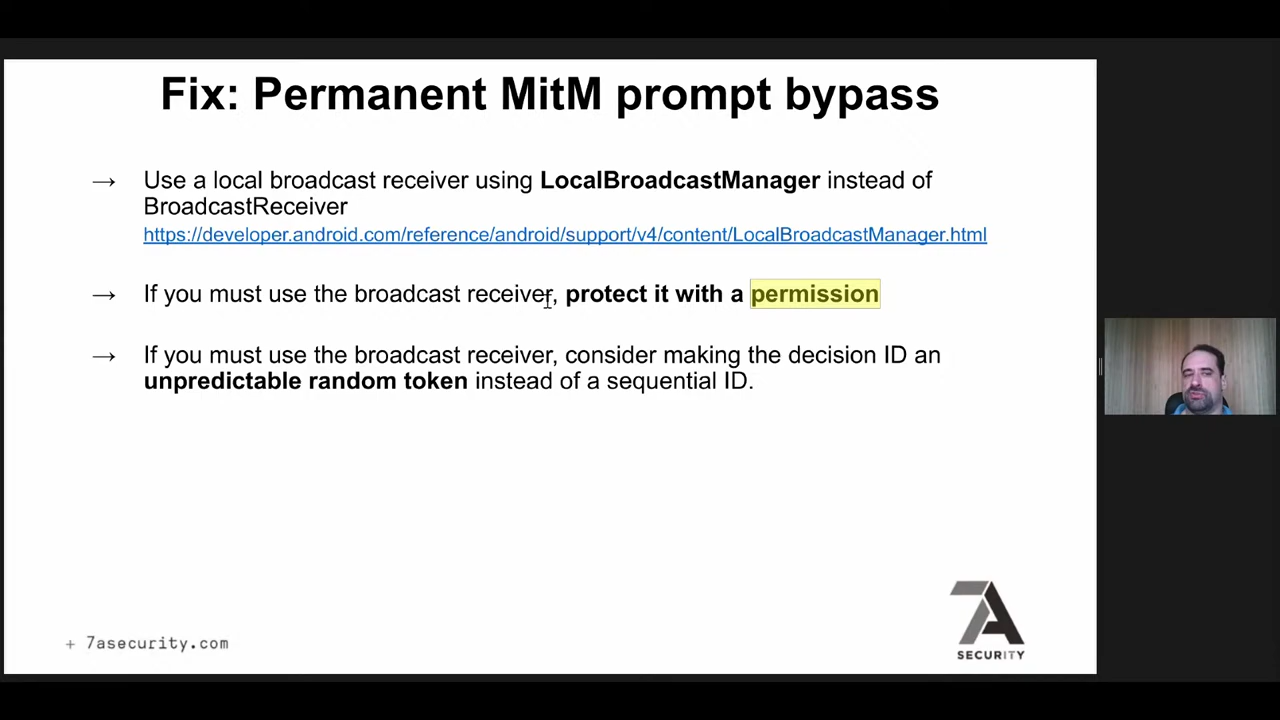 Fix: Permanent MitM prompt bypass
→ Use a local broadcast receiver using LocalBroadcastManager instead of
BroadcastReceiver
https://developer.android.com/reference/android/support/v4/content/LocalBroadcastManager.html
→ If you must use the broadcast receiver, protect it with a permission
→ If you must use the broadcast receiver, consider making the decision ID an
unpredictable random token instead of a sequential ID.
+ 7asecurity.com
7A
SECURITY